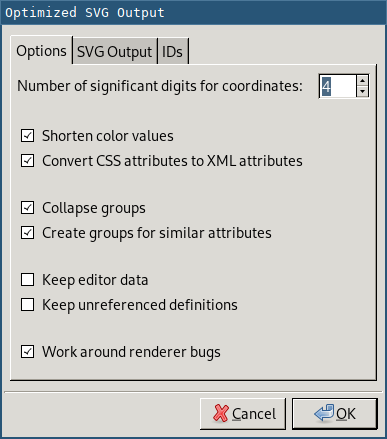 Optimized SVG Output
Options SVG Output IDs
Number of significant digits for coordinates: 4
Shorten color values
Convert CSS attributes to XML attributes
Collapse groups
Create groups for similar attributes
Keep editor data
Keep unreferenced definitions
Work around renderer bugs
Cancel OK